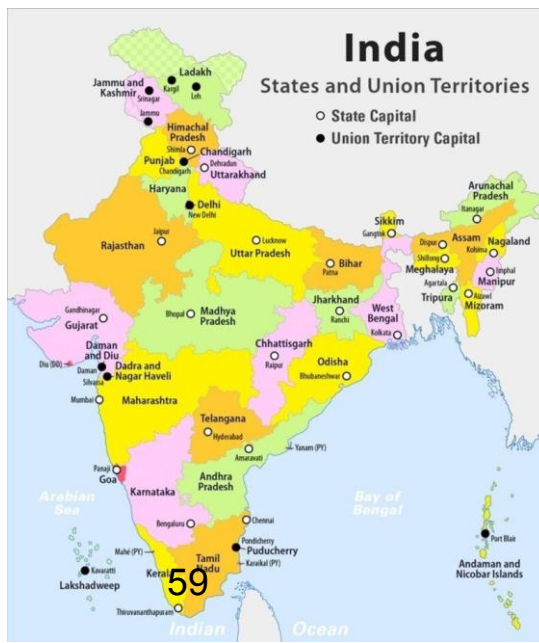 India
States and Union Territories
State Capital
Union Territory Capital
Ladakh
Kargil
Leh
Jammu and
Kashmir
Srinagar
Jammu
Himachal
Pradesh
Shimla
Punjab
Chandigarh
Chandigarh
Dehradun
Uttarakhand
Haryana
Delhi
New Delhi
Arunachal
Pradesh
Itanagar
Sikkim
Gangtok
Rajasthan
Jaipur
Lucknow
Uttar Pradesh
Bihar
Patna
Dispur
Assam
Nagaland
Kohima
Shillong
Meghalaya
Imphal
Manipur
Agartala
Tripura
Aizawl
Mizoram
Gandhinagar
Gujarat
Bhopal
Madhya
Pradesh
Jharkhand
Ranchi
West
Bengal
Kolkata
Daman
and Diu
Diu (DD)
Daman
Silvassa
Dadra and
Nagar Haveli
Chhattisgarh
Raipur
Odisha
Bhubaneshwar
Mumbai
Maharashtra
Telangana
Hyderabad
Amaravati
Yanam (PY)
Panaji
Goa
Karnataka
Andhra
Pradesh
Arabian
Sea
Bay of
Bengal
Bengaluru
Chennai
Mahé (PY)
Pondicherry
Puducherry
Karaikal (PY)
Tamil
Nadu
Kerala
59
Kavaratti
Lakshadweep
Port Blair
Andaman and
Nicobar Islands
Thiruvananthapuram
Indian Ocean